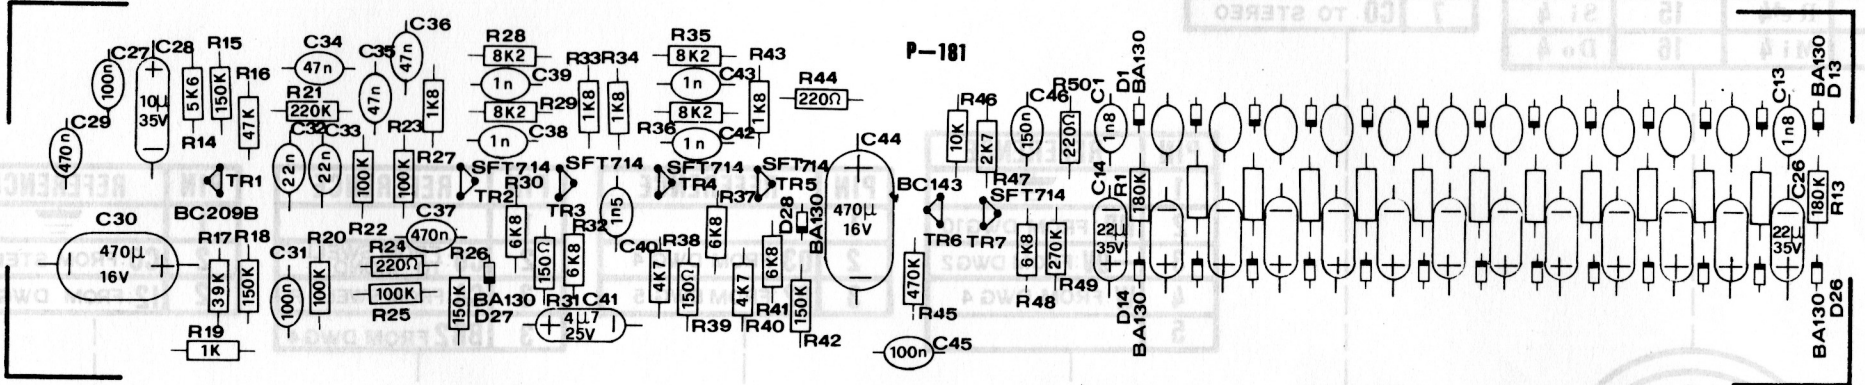 P–181
C27
100n
C28
10µ
35V
R15
5K6
150K
R16
47K
R14
C29
470n
TR1
BC209B
C30
470µ
16V
R17
39K
R18
150K
R19
1K
C31
100n
R20
100K
C34
47n
C35
47n
C36
47n
R21
220K
C32
22n
C33
22n
R23
100K
100K
R22
1K8
R27
C37
470n
R24
220Ω
100K
R25
R26
150K
BA130
D27
R28
8K2
1n
C39
8K2
R29
1n
C38
SFT714
TR2
R30
6K8
R33
1K8
R34
1K8
SFT714
TR3
150Ω
R31
R32
6K8
1n5
C40
C41
4µ7
25V
R35
8K2
1n
C43
8K2
R36
1n
C42
R43
1K8
SFT714
TR4
R37
6K8
SFT714
TR5
R38
4K7
150Ω
R39
4K7
R40
6K8
R41
D28
BA130
150K
R42
R44
220Ω
C44
470µ
16V
BC143
TR6
470K
R45
100n
C45
R46
10K
2K7
R47
C46
150n
R50
220Ω
SFT714
TR7
6K8
R48
270K
R49
C1
1n8
D1
BA130
C14
22µ
35V
R1
180K
D14
BA130
C13
1n8
BA130
D13
C26
22µ
35V
180K
R13
BA130
D26